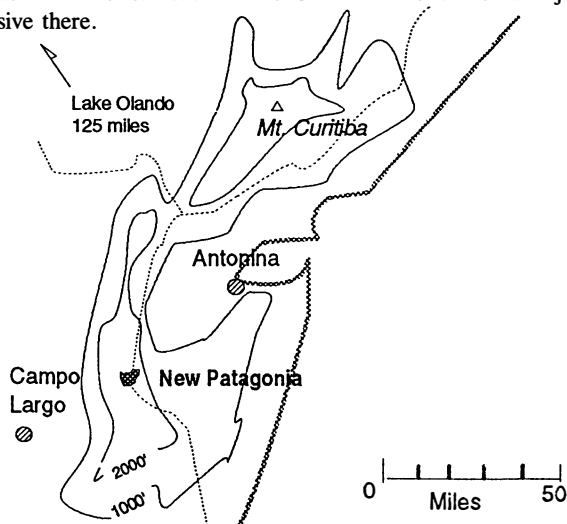 sive there.
Lake Olando
125 miles
Mt. Curitiba
Antonina
Campo
Largo
New Patagonia
2000'
1000'
0
50
Miles